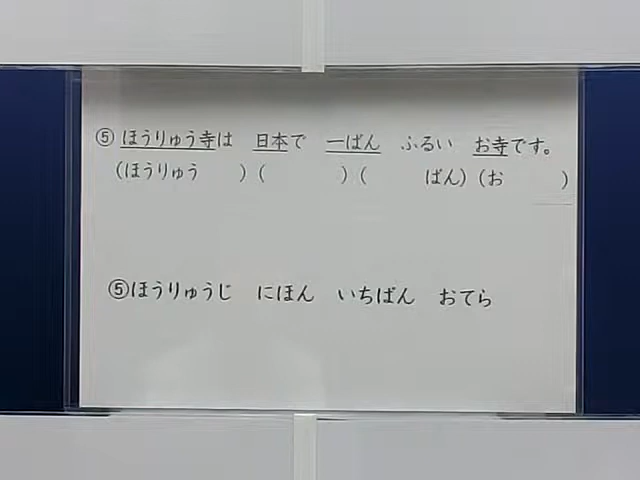 ⑤ ほうりゅう寺は　日本で　一ばん　ふるい　お寺です。
(ほうりゅう　　)(　　　　)(　　　ばん)(お　　　)
⑤ほうりゅうじ　にほん　いちばん　おてら